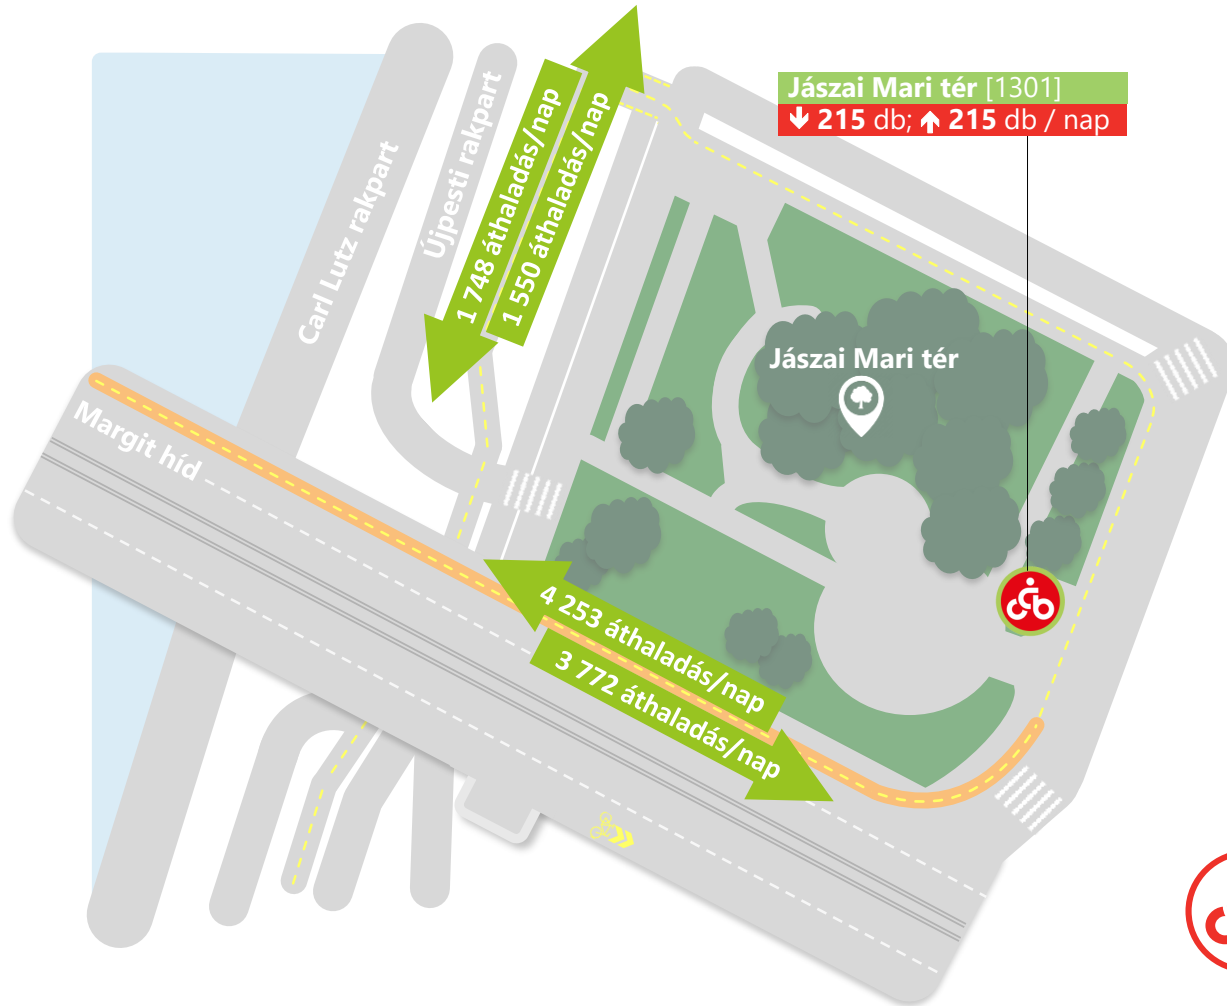 Jászai Mari tér [1301]
215 db; 215 db / nap
Carl Lutz rakpart
Újpesti rakpart
1 748 áthaladás/nap
1 550 áthaladás/nap
Jászai Mari tér
Margit híd
4 253 áthaladás/nap
3 772 áthaladás/nap